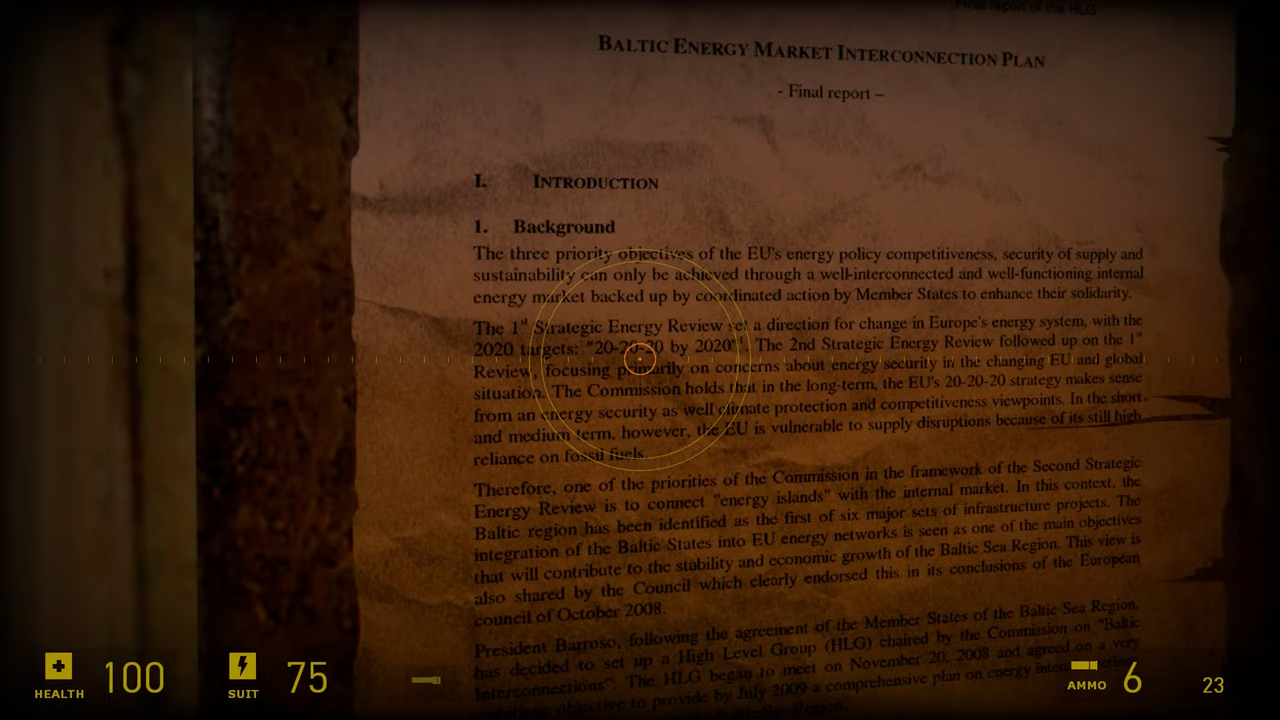 Final report of the HLG
BALTIC ENERGY MARKET INTERCONNECTION PLAN
- Final report –
I. INTRODUCTION
1. Background
The three priority objectives of the EU's energy policy competitiveness, security of supply and
sustainability can only be achieved through a well-interconnected and well-functioning internal
energy market backed up by coordinated action by Member States to enhance their solidarity.
The 1st Strategic Energy Review set a direction for change in Europe's energy system, with the
2020 targets: "20-20-20 by 2020"1. The 2nd Strategic Energy Review followed up on the 1st
Review, focusing primarily on concerns about energy security in the changing EU and global
situation. The Commission holds that in the long-term, the EU's 20-20-20 strategy makes sense
from an energy security as well climate protection and competitiveness viewpoints. In the short
and medium term, however, the EU is vulnerable to supply disruptions because of its still high
reliance on fossil fuels.
Therefore, one of the priorities of the Commission in the framework of the Second Strategic
Energy Review is to connect "energy islands" with the internal market. In this context, the
Baltic region has been identified as the first of six major sets of infrastructure projects. The
integration of the Baltic States into EU energy networks is seen as one of the main objectives
that will contribute to the stability and economic growth of the Baltic Sea Region. This view is
also shared by the Council which clearly endorsed this in its conclusions of the European
council of October 2008.
President Barroso, following the agreement of the Member States of the Baltic Sea Region,
has decided to set up a High Level Group (HLG) chaired by the Commission on "Baltic
Interconnections". The HLG began to meet on November 20, 2008 and agreed on a very
objective to provide by July 2009 a comprehensive plan on energy
Baltic Sea Region.
HEALTH 100 SUIT 75 AMMO 6 23